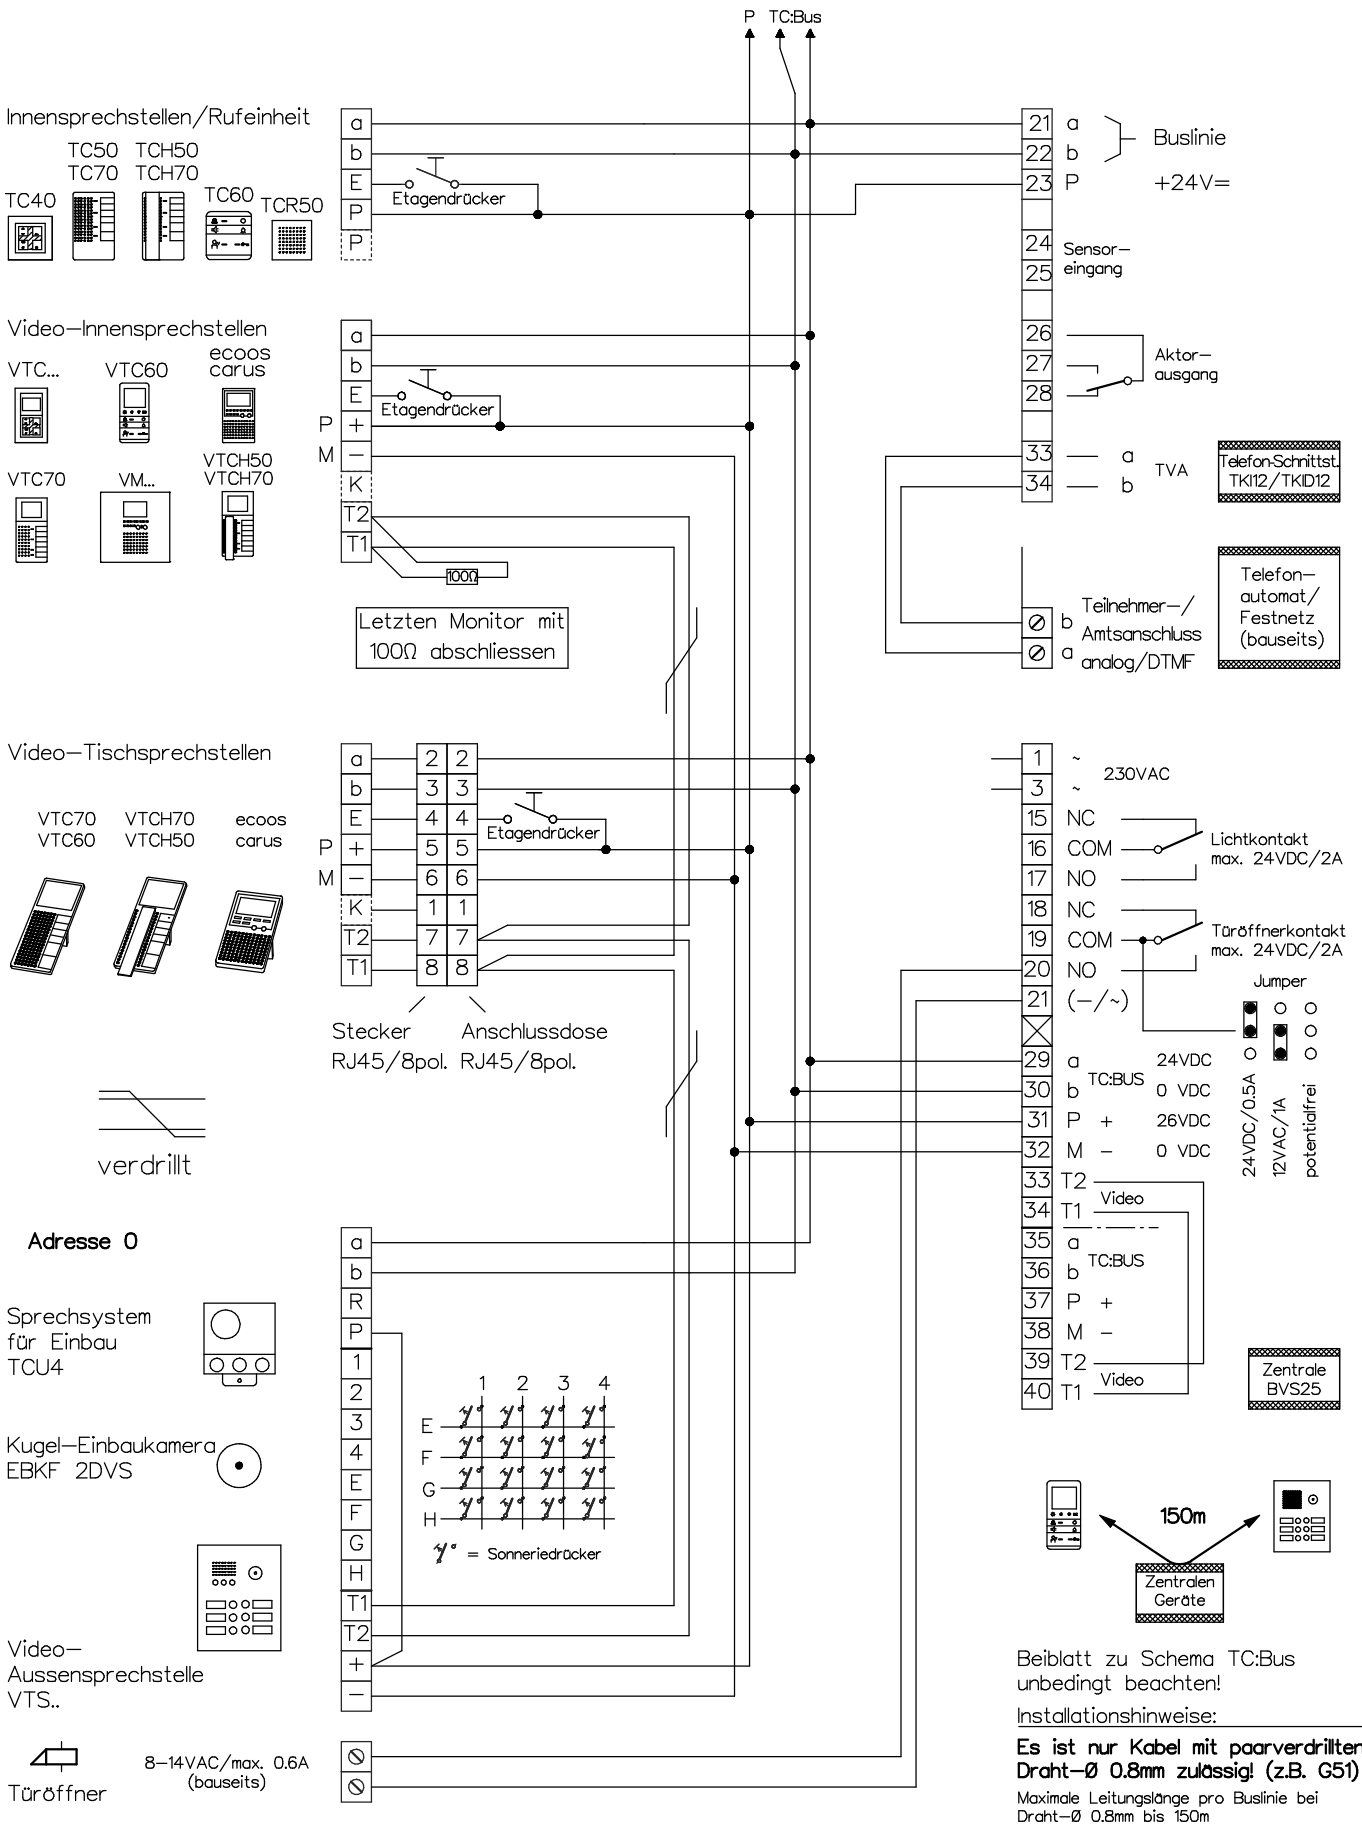 P TC:Bus
Innensprechstellen/Rufeinheit
TC50 TCH50
TC70 TCH70
TC40 TC60 TCR50
a
b
E
P
P
Etagendrücker
21 a
22 b
23 P
Buslinie
+24V=
24
25
Sensor–
eingang
26
27
28
Aktor–
ausgang
33 a
34 b
TVA
Telefon-Schnittst.
TKI12/TKID12
Video–Innensprechstellen
VTC... VTC60 ecoos
carus
VTC70 VM... VTCH50
VTCH70
a
b
E
P +
M –
K
T2
T1
Etagendrücker
100Ω
Letzten Monitor mit
100Ω abschliessen
b
a
Teilnehmer–/
Amtsanschluss
analog/DTMF
Telefon–
automat/
Festnetz
(bauseits)
Video–Tischsprechstellen
VTC70 VTCH70 ecoos
VTC60 VTCH50 carus
a 2 2
b 3 3
E 4 4
P + 5 5
M – 6 6
K 1 1
T2 7 7
T1 8 8
Etagendrücker
Stecker Anschlussdose
RJ45/8pol. RJ45/8pol.
verdrillt
1 ~
3 ~
230VAC
15 NC
16 COM
17 NO
Lichtkontakt
max. 24VDC/2A
18 NC
19 COM
20 NO
21 (–/~)
Türöffnerkontakt
max. 24VDC/2A
Jumper
24VDC/0.5A
12VAC/1A
potentialfrei
29 a 24VDC
30 b TC:BUS 0 VDC
31 P + 26VDC
32 M – 0 VDC
33 T2
34 T1
Video
35 a
36 b
TC:BUS
37 P +
38 M –
39 T2
40 T1
Video
Zentrale
BVS25
Adresse 0
Sprechsystem
für Einbau
TCU4
Kugel–Einbaukamera
EBKF 2DVS
Video–
Aussensprechstelle
VTS..
a
b
R
P
1
2
3
4
E
F
G
H
T1
T2
+
–
1 2 3 4
E
F
G
H
= Sonneriedrücker
Türöffner
8–14VAC/max. 0.6A
(bauseits)
150m
Zentralen
Geräte
Beiblatt zu Schema TC:Bus
unbedingt beachten!
Installationshinweise:
Es ist nur Kabel mit paarverdrillten
Draht–Ø 0.8mm zulässig! (z.B. G51)
Maximale Leitungslänge pro Buslinie bei
Draht–Ø 0.8mm bis 150m